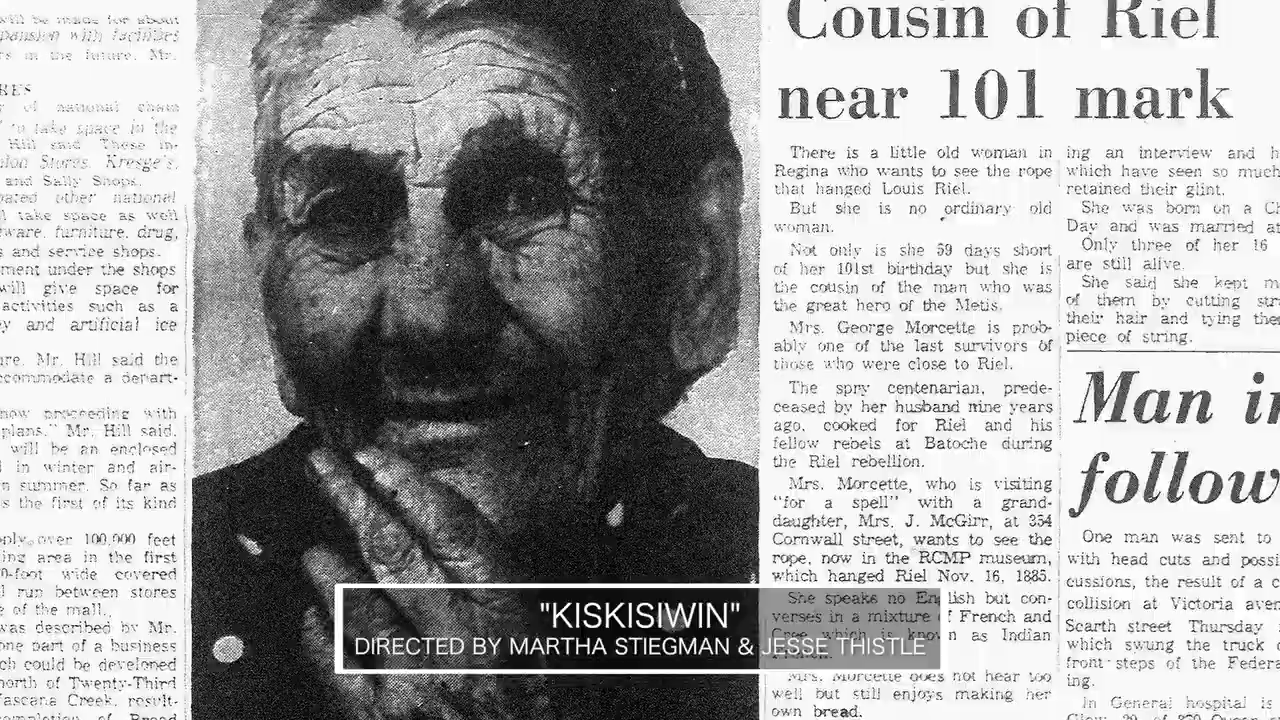 will be made for about
pansion with facilities
rs in the future. Mr.
of national chain
to take space in the
Hill said. These in-
Stores, Kresge's,
and Sally Shops.
other national
take space as well
ware, furniture, drug,
s and service shops.
ment under the shops
will give space for
activities such as a
ey and artificial ice
ure. Mr. Hill said the
ccommodate a depart-
now proceeding with
plans." Mr. Hill said.
will be an enclosed
in winter and air-
n summer. So far as
s the first of its kind
over 100,000 feet
ing area in the first
0-foot wide covered
run between stores
e of the mall.
was described by Mr.
one part of a business
ch could be developed
north of Twenty-Third
Creek, result-
Cousin of Riel
near 101 mark
There is a little old woman in
Regina who wants to see the rope
that hanged Louis Riel.
But she is no ordinary old
woman.
Not only is she 59 days short
of her 101st birthday but she is
the cousin of the man who was
the great hero of the Metis.
Mrs. George Morcette is prob-
ably one of the last survivors of
those who were close to Riel.
The spry centenarian, prede-
ceased by her husband nine years
ago, cooked for Riel and his
fellow rebels at Batoche during
the Riel rebellion.
Mrs. Morcette, who is visiting
"for a spell" with a grand-
daughter, Mrs. J. McGirr, at 354
Cornwall street, wants to see the
rope, now in the RCMP museum,
which hanged Riel Nov. 16, 1885.
She speaks no English but con-
verses in a mixture of French and
Cree which is known as Indian
Mrs. Morcette does not hear too
well but still enjoys making her
own bread.
ing an interview and h
which have seen so much
retained their glint.
She was born on a Ch
Day and was married at
Only three of her 16
are still alive.
She said she kept
of them by cutting
their hair and tying
piece of string.
Man in
follow
One man was sent to
with head cuts and possi
cussions, the result of a c
collision at Victoria aven
Scarth street Thursday
which swung the truck
front steps of the Federa
ing.
In General hospital is
"KISKISIWIN"
DIRECTED BY MARTHA STIEGMAN & JESSE THISTLE